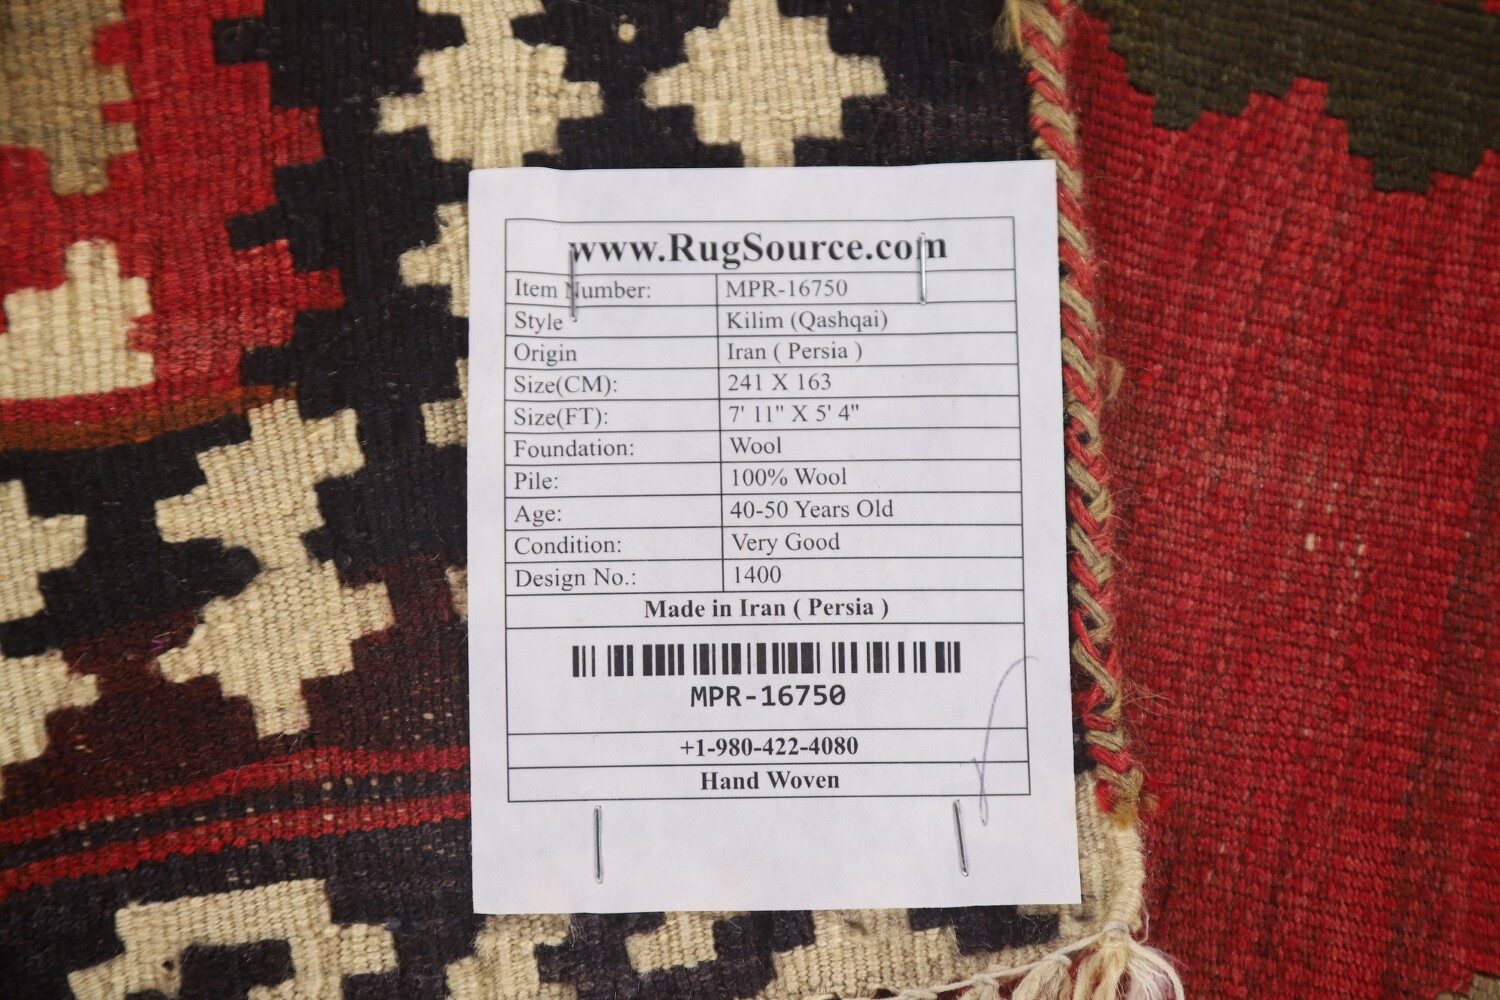 www.RugSource.com
Item Number: MPR-16750
Style Kilim (Qashqai)
Origin Iran ( Persia )
Size(CM): 241 X 163
Size(FT): 7' 11" X 5' 4"
Foundation: Wool
Pile: 100% Wool
Age: 40-50 Years Old
Condition: Very Good
Design No.: 1400
Made in Iran ( Persia )
MPR-16750
+1-980-422-4080
Hand Woven